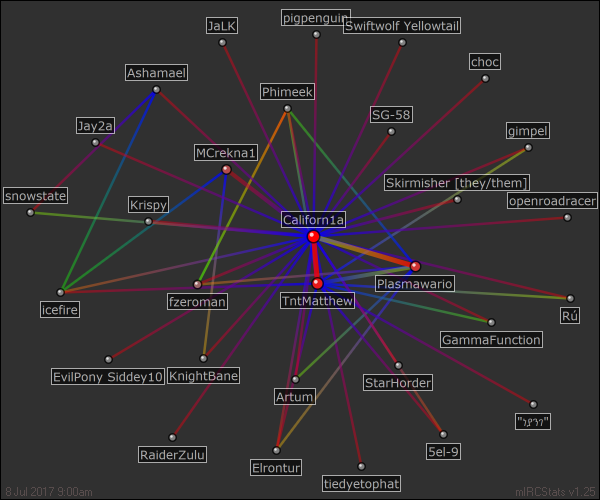 pigpenguin
JaLK
Swiftwolf Yellowtail
choc
Ashamael
Phimeek
SG-58
Jay2a
gimpel
MCrekna1
Skirmisher [they/them]
snowstate
Krispy
openroadracer
Californ1a
Plasmawario
TntMatthew
fzeroman
icefire
Rú
GammaFunction
EvilPony Siddey10
KnightBane
StarHorder
Artum
RaiderZulu
5el-9
Elrontur
tiedyetophat
8 Jul 2017 9:00am
mIRCStats v1.25